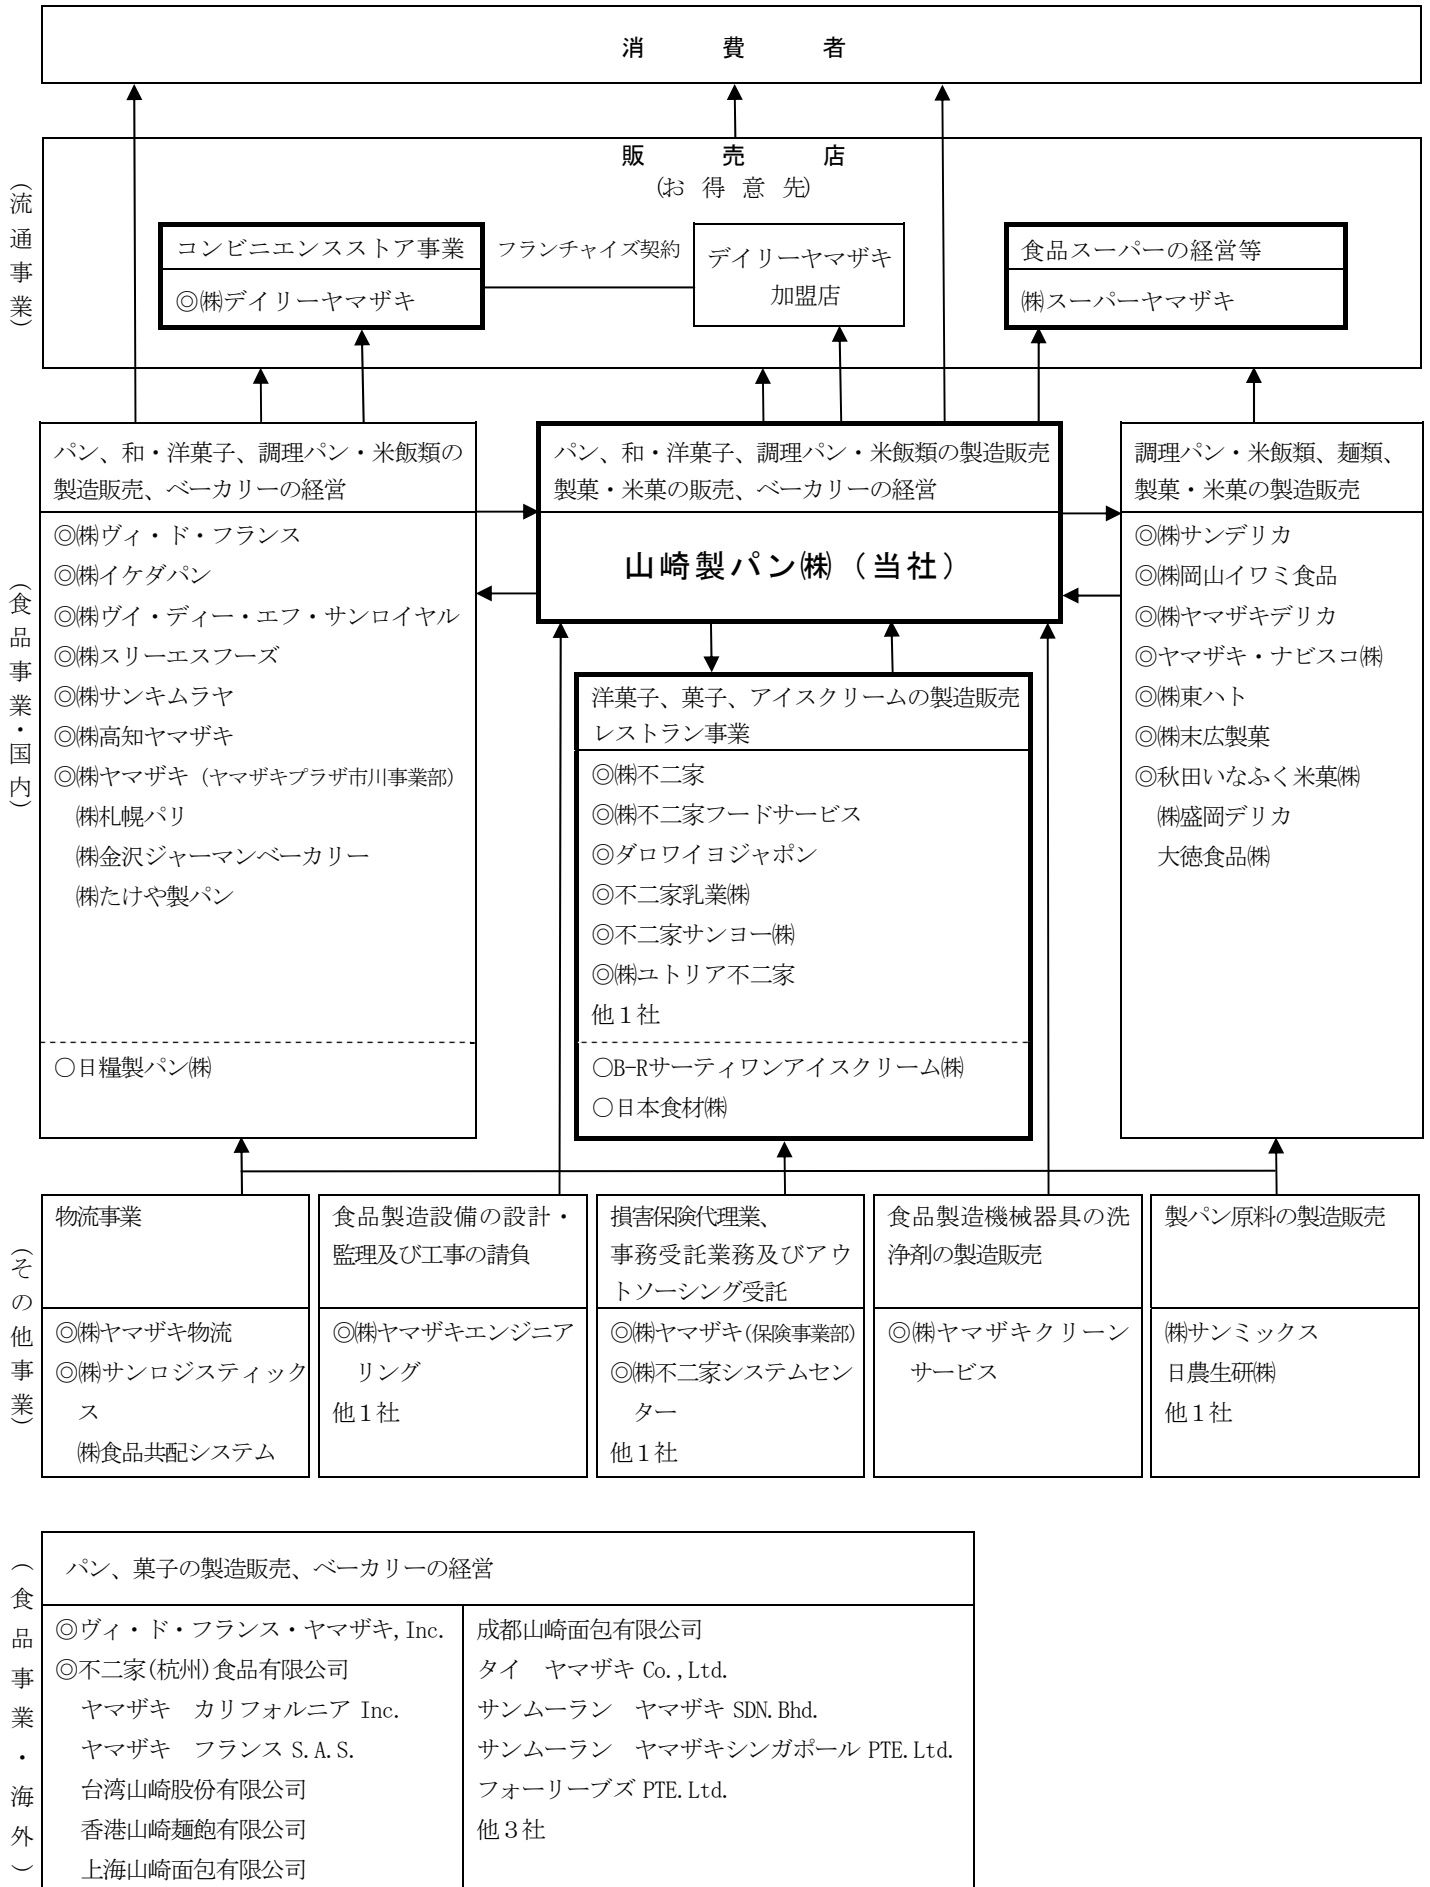 消費者
販売店
(お得意先)
(流通事業)
コンビニエンスストア事業
◎㈱デイリーヤマザキ
フランチャイズ契約
デイリーヤマザキ
加盟店
食品スーパーの経営等
㈱スーパーヤマザキ
(食品事業・国内)
パン、和・洋菓子、調理パン・米飯類の
製造販売、ベーカリーの経営
◎㈱ヴィ・ド・フランス
◎㈱イケダパン
◎㈱ヴイ・ディー・エフ・サンロイヤル
◎㈱スリーエスフーズ
◎㈱サンキムラヤ
◎㈱高知ヤマザキ
◎㈱ヤマザキ（ヤマザキプラザ市川事業部）
㈱札幌パリ
㈱金沢ジャーマンベーカリー
㈱たけや製パン
○日糧製パン㈱
パン、和・洋菓子、調理パン・米飯類の製造販売
製菓・米菓の販売、ベーカリーの経営
山崎製パン㈱（当社）
洋菓子、菓子、アイスクリームの製造販売
レストラン事業
◎㈱不二家
◎㈱不二家フードサービス
◎ダロワイヨジャポン
◎不二家乳業㈱
◎不二家サンヨー㈱
◎㈱ユトリア不二家
他１社
○B-Rサーティワンアイスクリーム㈱
○日本食材㈱
調理パン・米飯類、麺類、
製菓・米菓の製造販売
◎㈱サンデリカ
◎㈱岡山イワミ食品
◎㈱ヤマザキデリカ
◎ヤマザキ・ナビスコ㈱
◎㈱東ハト
◎㈱末広製菓
◎秋田いなふく米菓㈱
㈱盛岡デリカ
大徳食品㈱
(その他事業)
物流事業
◎㈱ヤマザキ物流
◎㈱サンロジスティック
ス
㈱食品共配システム
食品製造設備の設計・
監理及び工事の請負
◎㈱ヤマザキエンジニア
リング
他１社
損害保険代理業、
事務受託業務及びアウ
トソーシング受託
◎㈱ヤマザキ(保険事業部)
◎㈱不二家システムセン
ター
他１社
食品製造機械器具の洗
浄剤の製造販売
◎㈱ヤマザキクリーン
サービス
製パン原料の製造販売
㈱サンミックス
日農生研㈱
他１社
(食品事業・海外)
パン、菓子の製造販売、ベーカリーの経営
◎ヴィ・ド・フランス・ヤマザキ,Inc.
◎不二家(杭州)食品有限公司
ヤマザキ　カリフォルニア Inc.
ヤマザキ　フランス S.A.S.
台湾山崎股份有限公司
香港山崎麺飽有限公司
上海山崎面包有限公司
成都山崎面包有限公司
タイ　ヤマザキ Co.,Ltd.
サンムーラン　ヤマザキ SDN.Bhd.
サンムーラン　ヤマザキシンガポール PTE.Ltd.
フォーリーブズ PTE.Ltd.
他３社